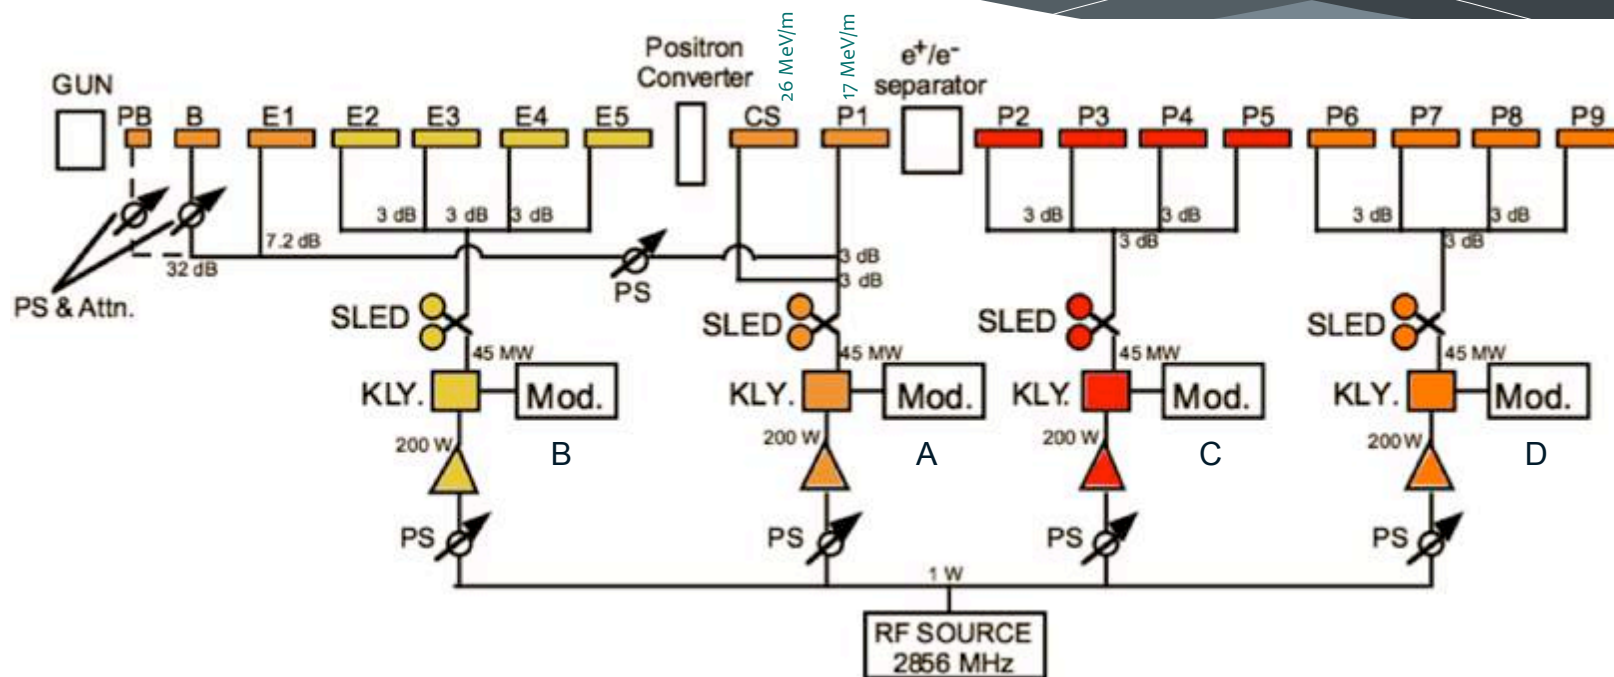 26 MeV/m
17 MeV/m
GUN
Positron
Converter
e+/e-
separator
PB
B
E1
E2
E3
E4
E5
CS
P1
P2
P3
P4
P5
P6
P7
P8
P9
3 dB
3 dB
3 dB
3 dB
3 dB
3 dB
3 dB
7.2 dB
3 dB
3 dB
3 dB
3 dB
32 dB
PS & Attn.
PS
SLED
SLED
SLED
SLED
45 MW
45 MW
45 MW
45 MW
KLY.
Mod.
KLY.
Mod.
KLY.
Mod.
KLY.
Mod.
200 W
B
200 W
A
200 W
C
200 W
D
PS
PS
PS
PS
1 W
RF SOURCE
2856 MHz